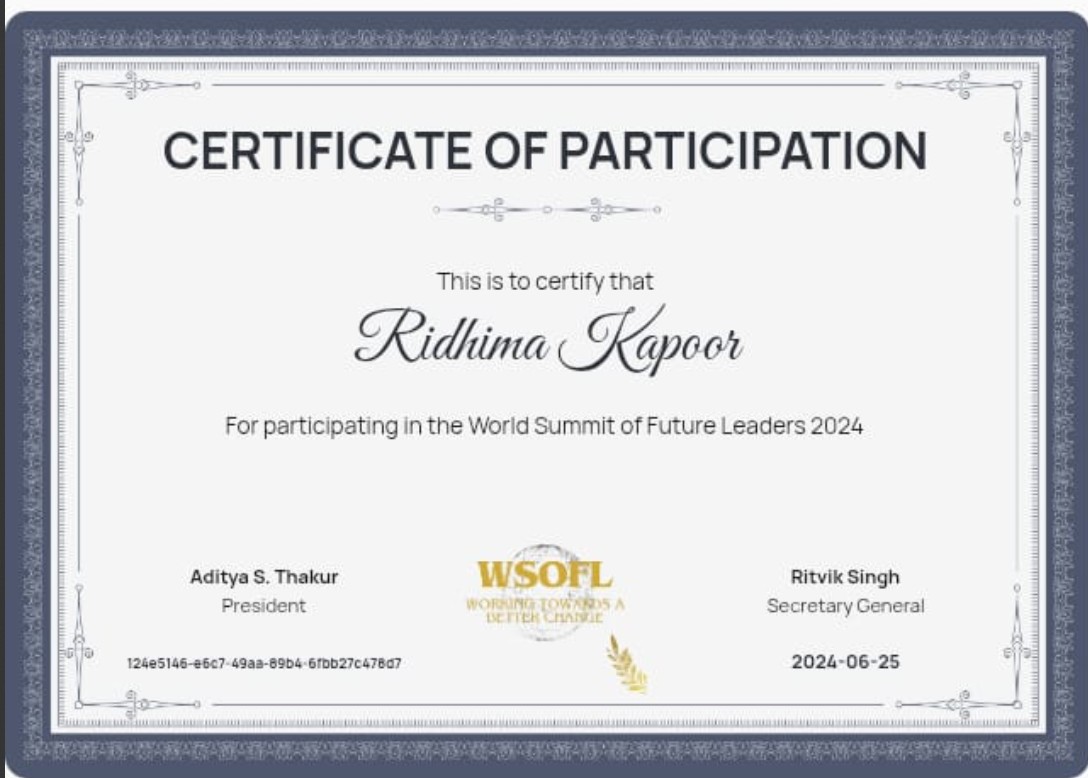 CERTIFICATE OF PARTICIPATION
This is to certify that
Ridhima Kapoor
For participating in the World Summit of Future Leaders 2024
WSOFL
WORKING TOWARDS A
BETTER CHANGE
Aditya S. Thakur
President
Ritvik Singh
Secretary General
124e5146-e6c7-49aa-89b4-6fbb27c478d7
2024-06-25